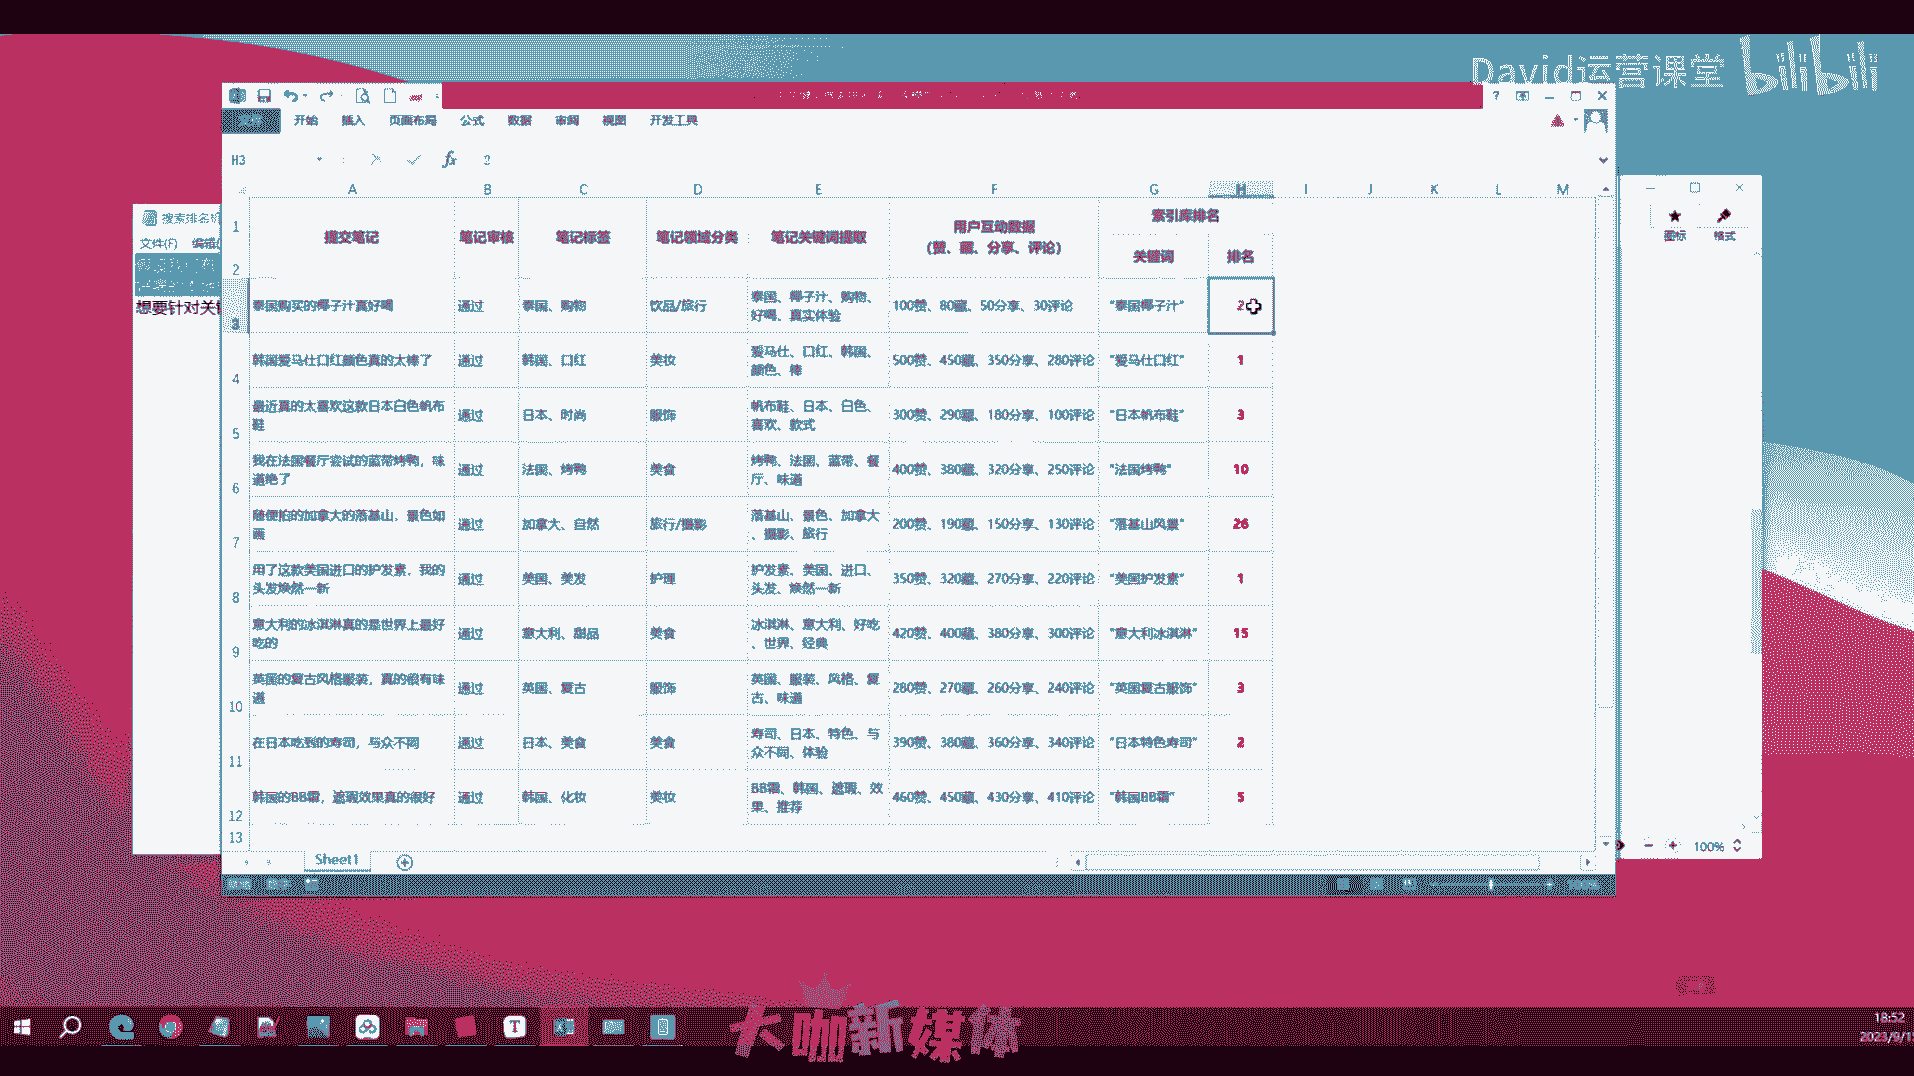 David运营课堂 bilibili
开始 插入 页面布局 公式 数据 审阅 视图 开发工具
H3 fx 2
搜索排名
文件(F) 编辑(
想要针对关键
图标 格式
A B C D E F G H I J K L M
1 提交笔记 笔记审核 笔记标签 笔记领域分类 笔记关键词提取 用户互动数据 索引库排名
2 (赞、藏、分享、评论) 关键词 排名
3 泰国购买的椰子汁真好喝 通过 泰国、购物 饮品/旅行 泰国、椰子汁、购物、 100赞、80藏、50分享、30评论 "泰国椰子汁" 2
好喝、真实体验
4 韩国爱马仕口红颜色真的太棒了 通过 韩国、口红 美妆 爱马仕、口红、韩国、 500赞、450藏、350分享、280评论 "爱马仕口红" 1
颜色、棒
5 最近真的太喜欢这款日本白色帆布 通过 日本、时尚 服饰 帆布鞋、日本、白色、 300赞、290藏、180分享、100评论 "日本帆布鞋" 3
鞋 喜欢、款式
6 我在法国餐厅尝试的蓝带烤鸭，味 通过 法国、烤鸭 美食 烤鸭、法国、蓝带、餐 400赞、380藏、320分享、250评论 "法国烤鸭" 10
道绝了 厅、味道
7 随便拍的加拿大的落基山，景色如 通过 加拿大、自然 旅行/摄影 落基山、景色、加拿大 200赞、190藏、150分享、130评论 "落基山风景" 26
画 、摄影、旅行
8 用了这款美国进口的护发素，我的 通过 美国、美发 护理 护发素、美国、进口、 350赞、320藏、270分享、220评论 "美国护发素" 1
头发焕然一新 头发、焕然一新
9 意大利的冰淇淋真的是世界上最好 通过 意大利、甜品 美食 冰淇淋、意大利、好吃 420赞、400藏、380分享、300评论 "意大利冰淇淋" 15
吃的 、世界、经典
10 英国的复古风格服装，真的很有味 通过 英国、复古 服饰 英国、服装、风格、复 280赞、270藏、260分享、240评论 "英国复古服饰" 3
道 古、味道
11 在日本吃到的寿司，与众不同 通过 日本、美食 美食 寿司、日本、特色、与 390赞、380藏、360分享、340评论 "日本特色寿司" 2
众不同、体验
12 韩国的BB霜，遮瑕效果真的很好 通过 韩国、化妆 美妆 BB霜、韩国、遮瑕、效 460赞、450藏、430分享、410评论 "韩国BB霜" 5
果、推荐
13
Sheet1
100%
大咖新媒体
18:52
2023/9/1